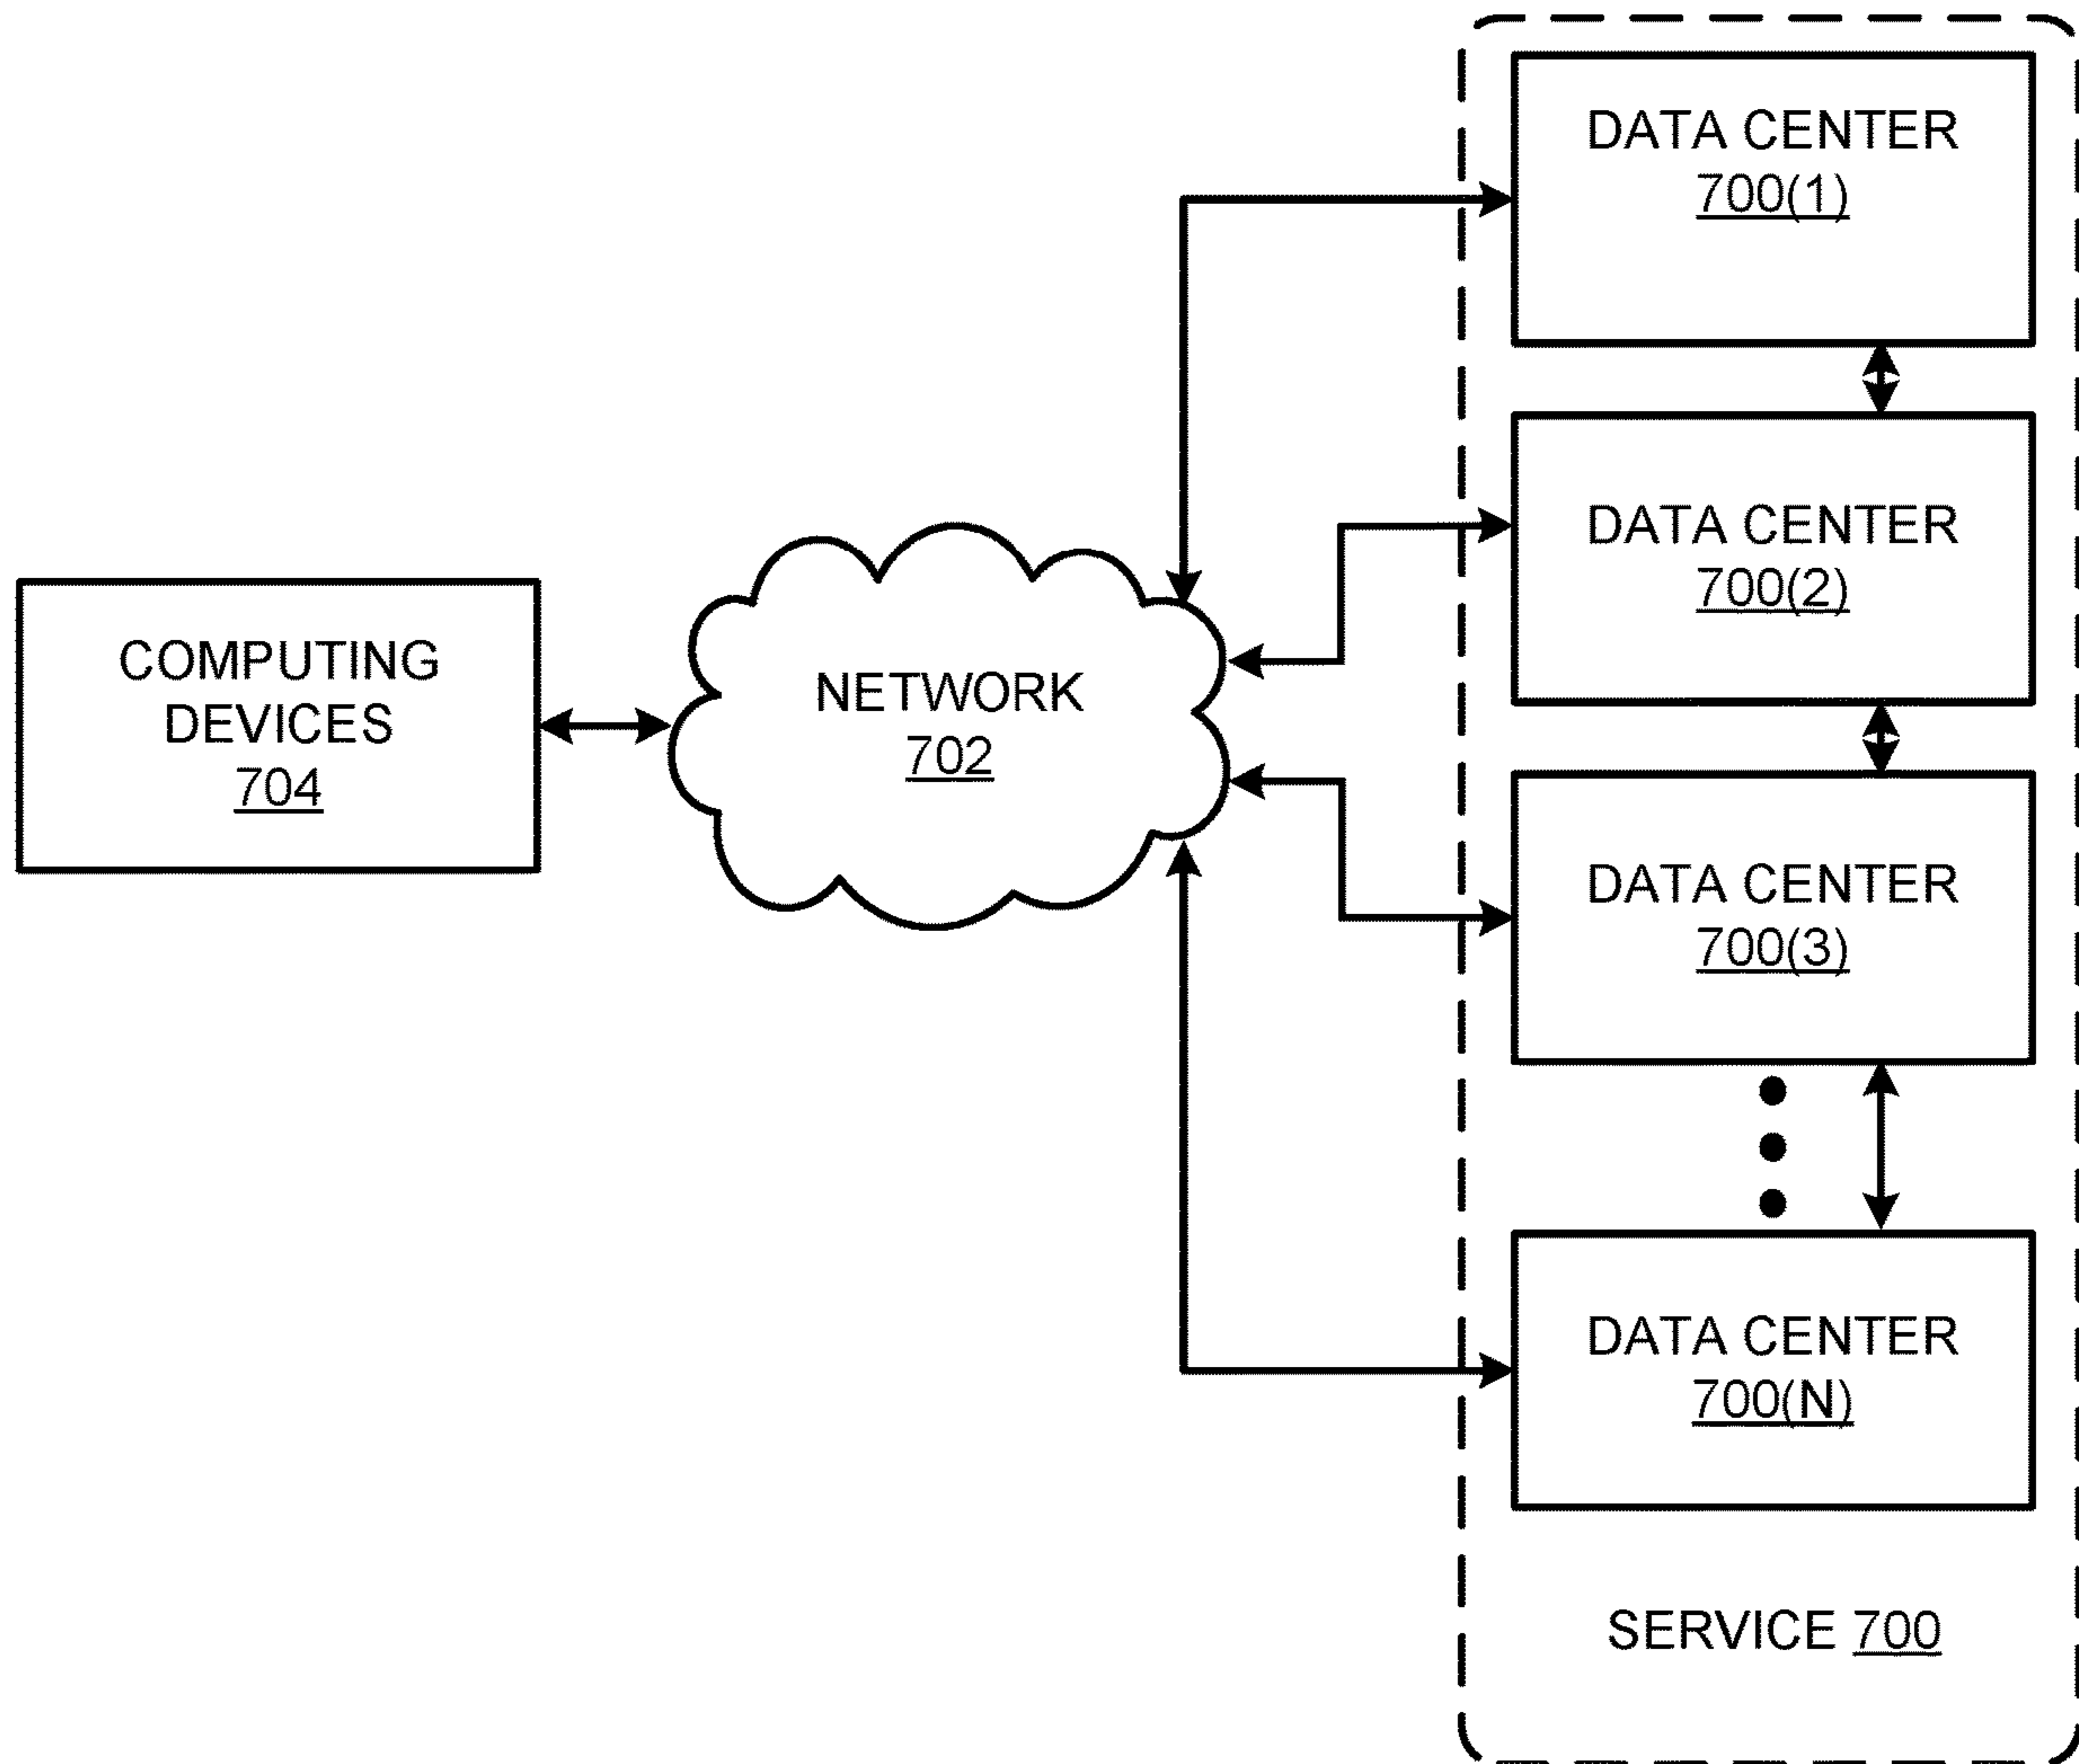 DATA CENTER
700(1)
DATA CENTER
700(2)
COMPUTING
DEVICES
704
NETWORK
702
DATA CENTER
700(3)
DATA CENTER
700(N)
SERVICE 700